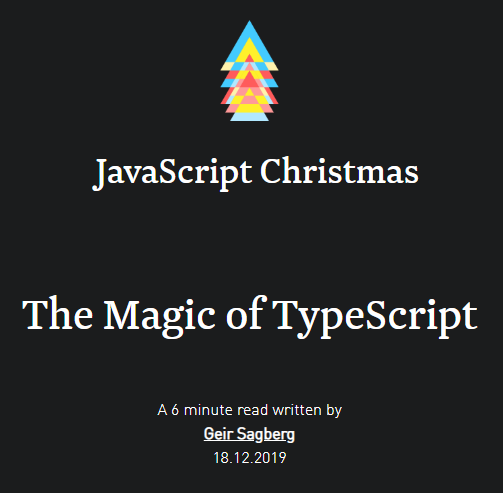 JavaScript Christmas
The Magic of TypeScript
A 6 minute read written by
Geir Sagberg
18.12.2019